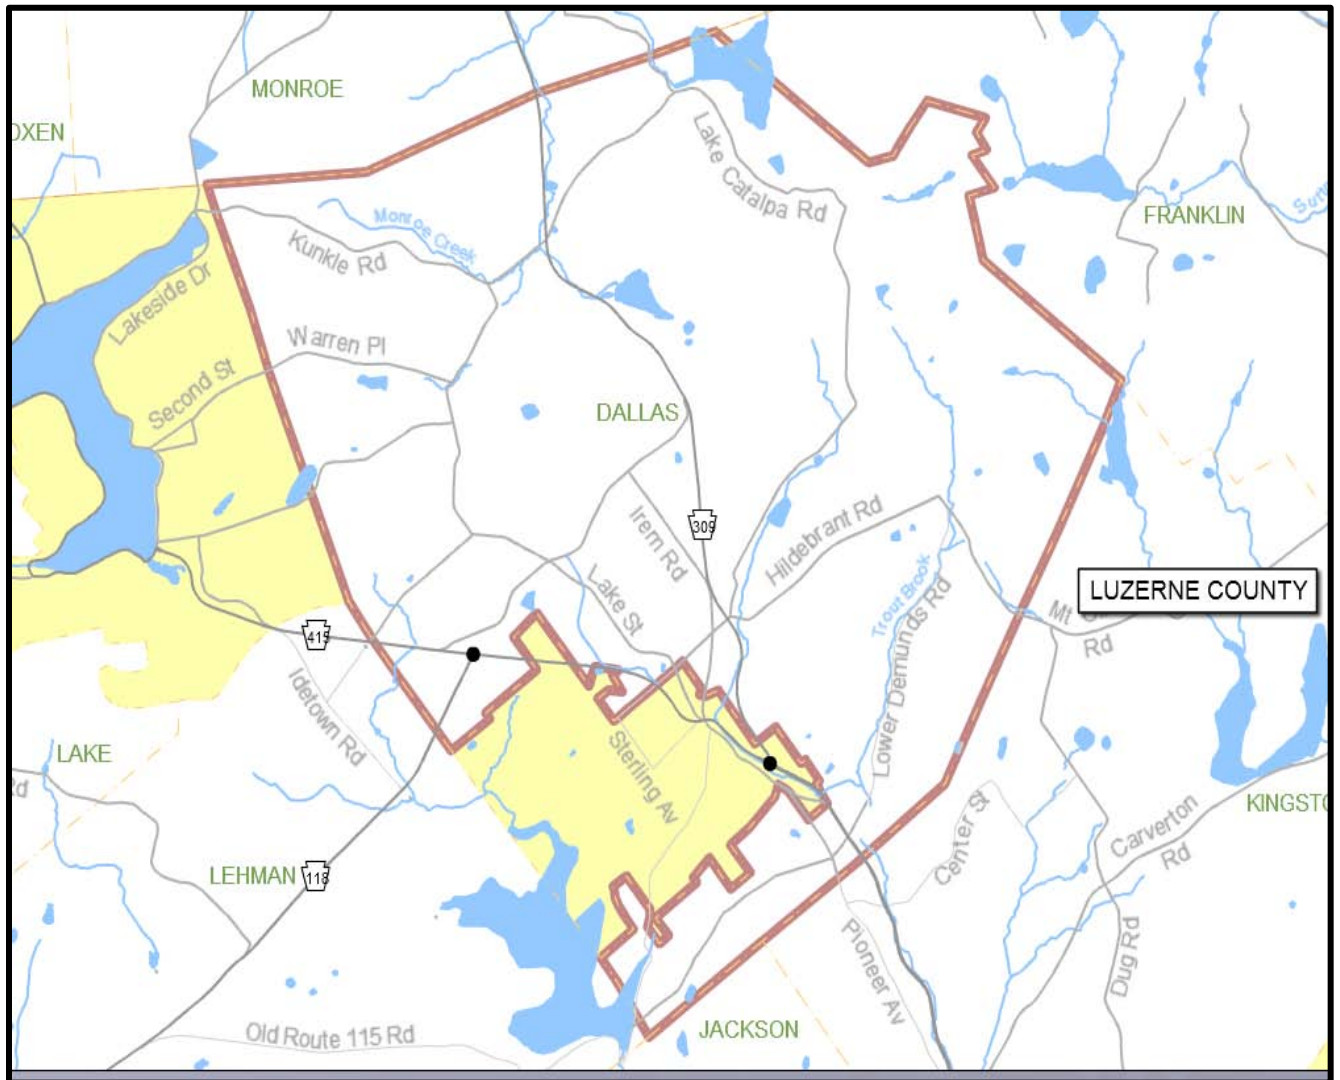 MONROE
OXEN
Lake Catalpa Rd
FRANKLIN
Monroe Creek
Kunkle Rd
Lakeside Dr
Warren Pl
Second St
DALLAS
309
Irem Rd
Hildebrant Rd
Lake St
Trout Brook
LUZERNE COUNTY
Mt
Rd
415
Idetown Rd
Lower Demunds Rd
Sterling Av
LAKE
Rd
KINGSTO
Center St
Carverton
Rd
LEHMAN
118
Pioneer Av
Dug Rd
Old Route 115 Rd
JACKSON